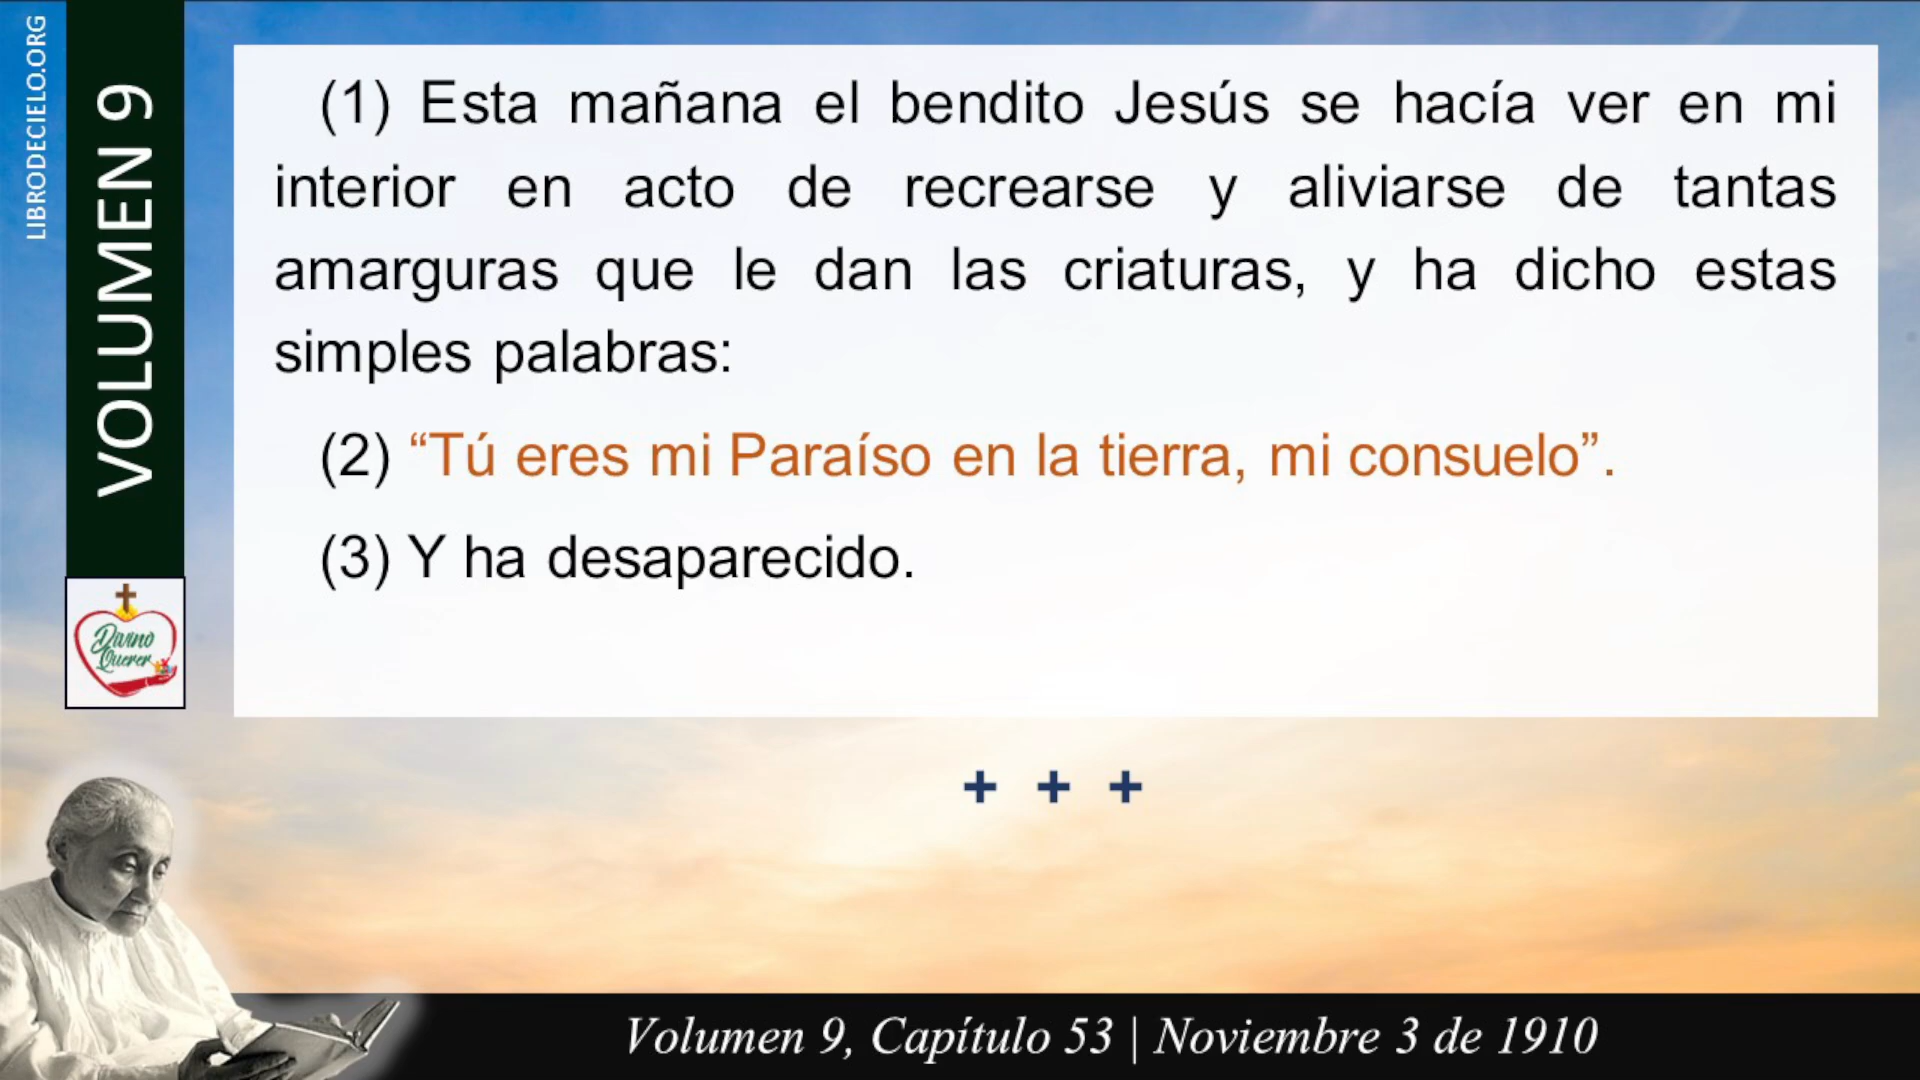 LIBRODECIELO.ORG
VOLUMEN 9
(1) Esta mañana el bendito Jesús se hacía ver en mi
interior en acto de recrearse y aliviarse de tantas
amarguras que le dan las criaturas, y ha dicho estas
simples palabras:
(2) “Tú eres mi Paraíso en la tierra, mi consuelo”.
(3) Y ha desaparecido.
Divino
Querer
+ + +
Volumen 9, Capítulo 53 | Noviembre 3 de 1910